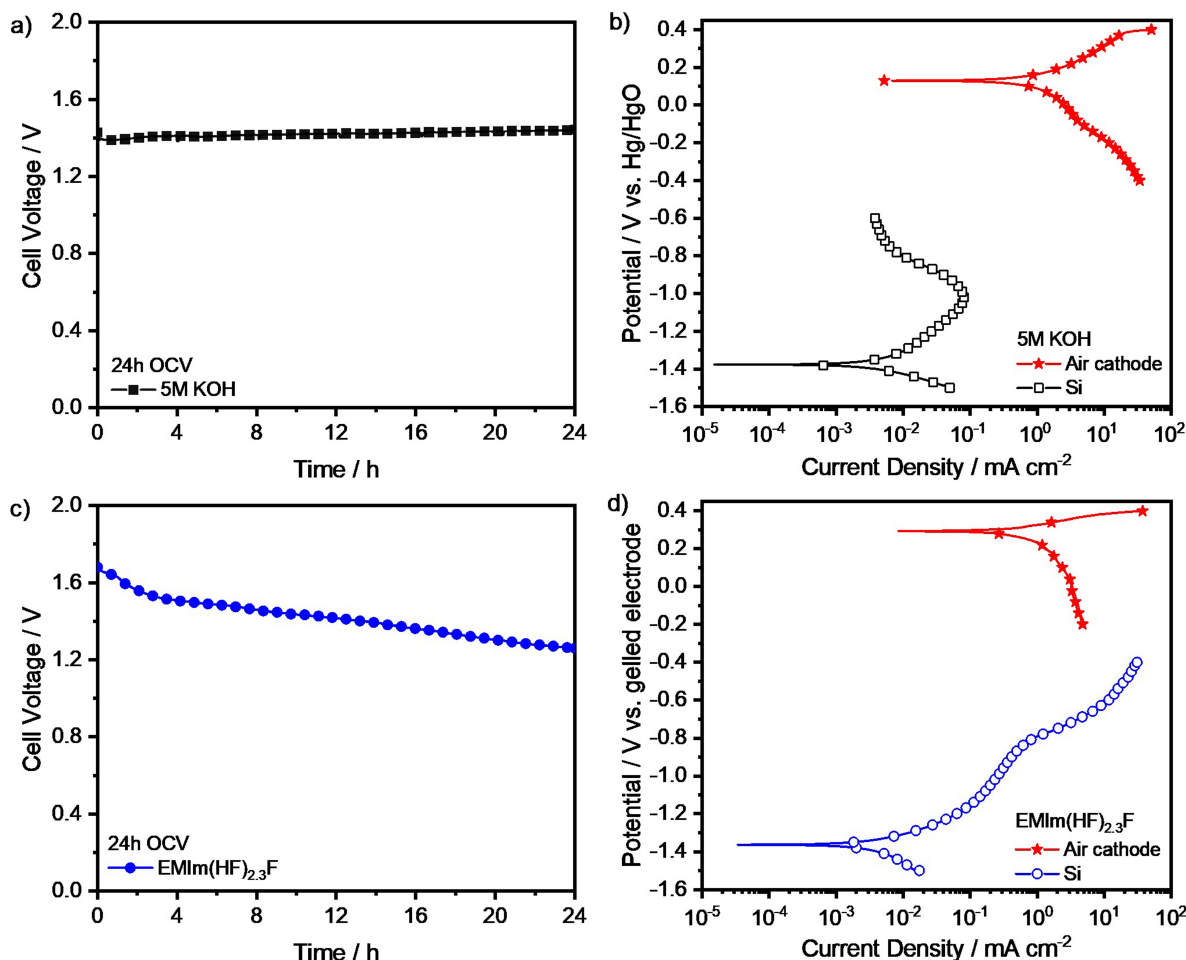 a)
2.0
1.6
1.2
0.8
0.4
0.0
Cell Voltage / V
24h OCV
5M KOH
0 4 8 12 16 20 24
Time / h
b)
0.4
0.2
0.0
−0.2
−0.4
−0.6
−0.8
−1.0
−1.2
−1.4
−1.6
Potential / V vs. Hg/HgO
5M KOH
Air cathode
Si
10⁻⁵ 10⁻⁴ 10⁻³ 10⁻² 10⁻¹ 10⁰ 10¹ 10²
Current Density / mA cm⁻²
c)
2.0
1.6
1.2
0.8
0.4
0.0
Cell Voltage / V
24h OCV
EMIm(HF)₂.₃F
0 4 8 12 16 20 24
Time / h
d)
0.4
0.2
0.0
−0.2
−0.4
−0.6
−0.8
−1.0
−1.2
−1.4
−1.6
Potential / V vs. gelled electrode
EMIm(HF)₂.₃F
Air cathode
Si
10⁻⁵ 10⁻⁴ 10⁻³ 10⁻² 10⁻¹ 10⁰ 10¹ 10²
Current Density / mA cm⁻²